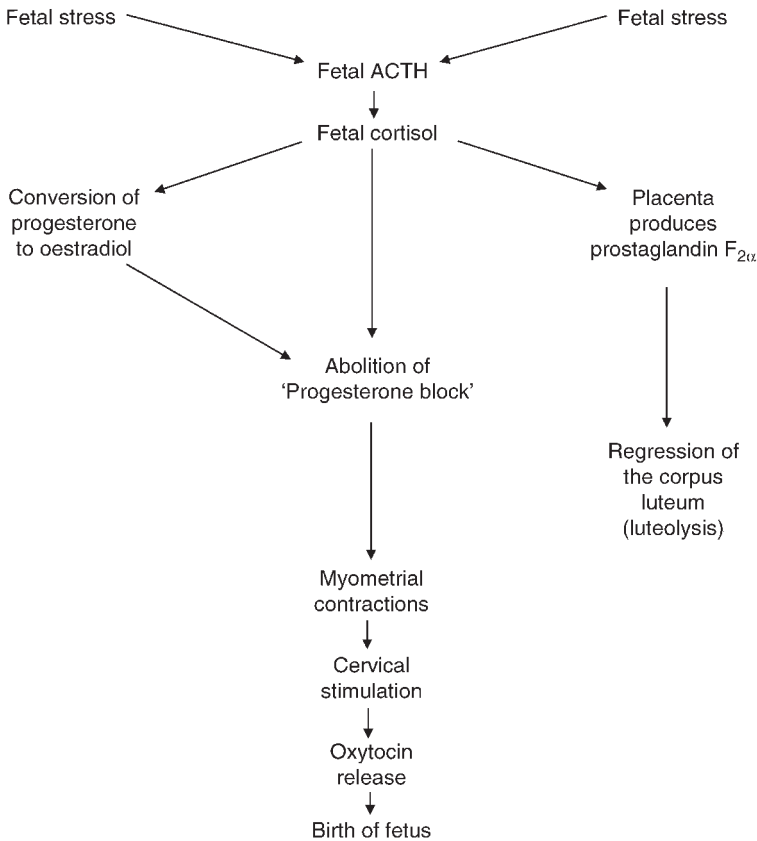 Fetal stress
Fetal stress
Fetal ACTH
Fetal cortisol
Conversion of
progesterone
to oestradiol
Placenta
produces
prostaglandin F2α
Abolition of
‘Progesterone block’
Regression of
the corpus
luteum
(luteolysis)
Myometrial
contractions
Cervical
stimulation
Oxytocin
release
Birth of fetus